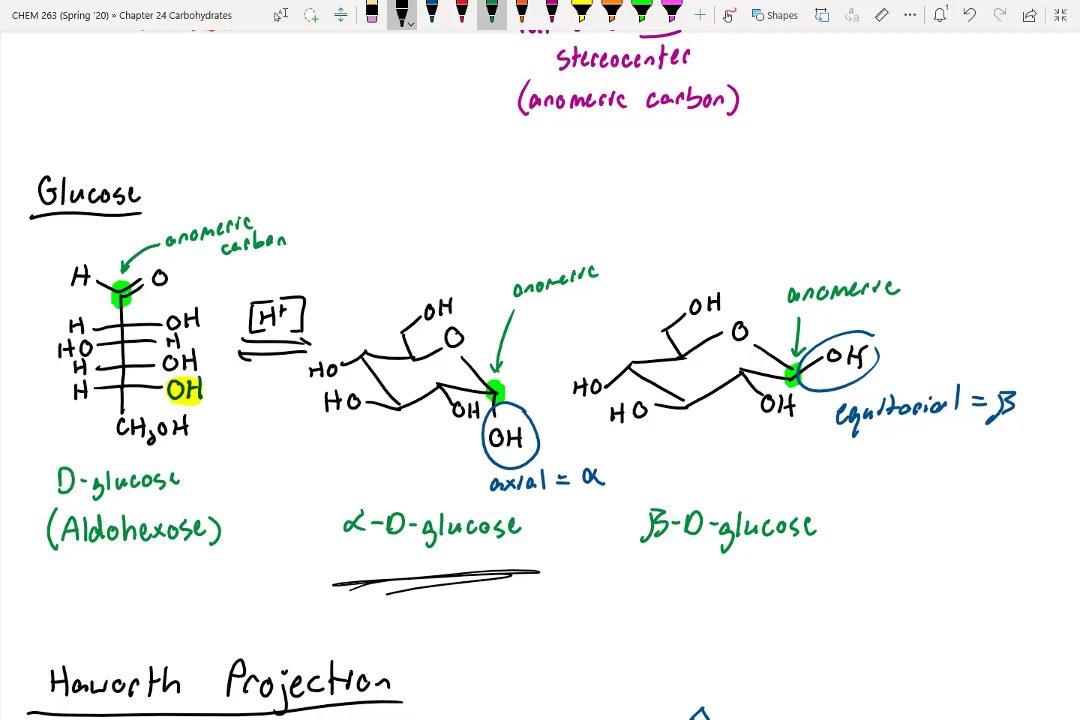 CHEM 263 (Spring '20) » Chapter 24 Carbohydrates
Shapes
stereocenter
(anomeric carbon)
Glucose
anomeric
carbon
H O
H OH
HO H
H OH
H OH
CH2OH
[H+]
D-glucose
(Aldohexose)
anomeric
OH
O
HO
HO
OH
OH
axial = α
α-D-glucose
anomeric
OH
O
OH
HO
HO
OH
equitorial = β
β-D-glucose
Haworth Projection